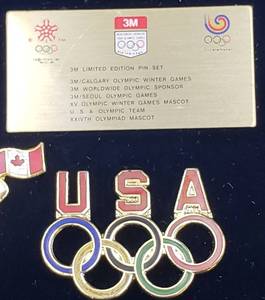 3M
3M LIMITED EDITION PIN SET
3M/CALGARY OLYMPIC WINTER GAMES
3M WORLDWIDE OLYMPIC SPONSOR
3M/SEOUL OLYMPIC GAMES
XV OLYMPIC WINTER GAMES MASCOT
U.S.A OLYMPIC TEAM
XXIVTH OLYMPIAD MASCOT
USA